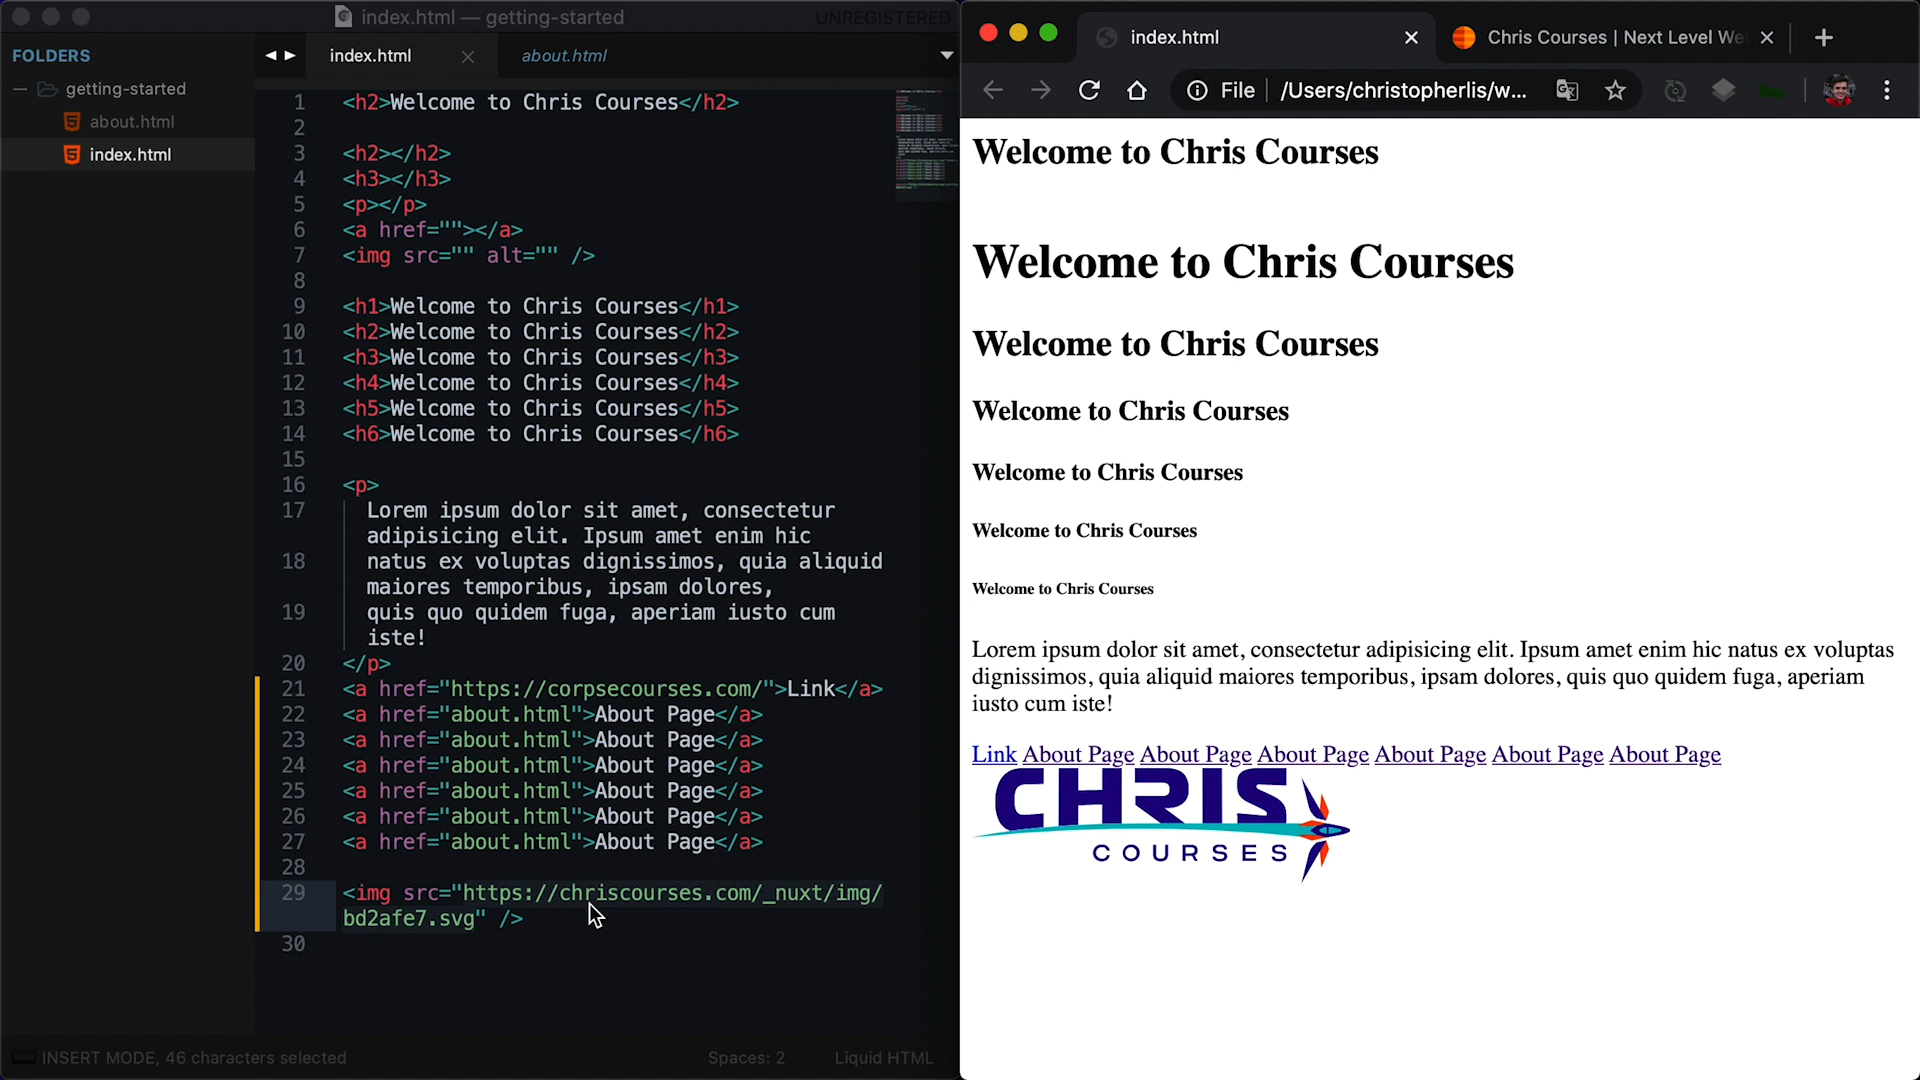 index.html — getting-started
UNREGISTERED
FOLDERS
getting-started
about.html
index.html
index.html
about.html
1 <h2>Welcome to Chris Courses</h2>
2
3 <h2></h2>
4 <h3></h3>
5 <p></p>
6 <a href=""></a>
7 <img src="" alt="" />
8
9 <h1>Welcome to Chris Courses</h1>
10 <h2>Welcome to Chris Courses</h2>
11 <h3>Welcome to Chris Courses</h3>
12 <h4>Welcome to Chris Courses</h4>
13 <h5>Welcome to Chris Courses</h5>
14 <h6>Welcome to Chris Courses</h6>
15
16 <p>
17 Lorem ipsum dolor sit amet, consectetur
adipisicing elit. Ipsum amet enim hic
18 natus ex voluptas dignissimos, quia aliquid
maiores temporibus, ipsam dolores,
19 quis quo quidem fuga, aperiam iusto cum
iste!
20 </p>
21 <a href="https://corpsecourses.com/">Link</a>
22 <a href="about.html">About Page</a>
23 <a href="about.html">About Page</a>
24 <a href="about.html">About Page</a>
25 <a href="about.html">About Page</a>
26 <a href="about.html">About Page</a>
27 <a href="about.html">About Page</a>
28
29 <img src="https://chriscourses.com/_nuxt/img/
bd2afe7.svg" />
30
INSERT MODE, 46 characters selected
Spaces: 2
Liquid HTML
index.html
Chris Courses | Next Level We
File
/Users/christopherlis/w...
Welcome to Chris Courses
Welcome to Chris Courses
Welcome to Chris Courses
Welcome to Chris Courses
Welcome to Chris Courses
Welcome to Chris Courses
Welcome to Chris Courses
Lorem ipsum dolor sit amet, consectetur adipisicing elit. Ipsum amet enim hic natus ex voluptas
dignissimos, quia aliquid maiores temporibus, ipsam dolores, quis quo quidem fuga, aperiam
iusto cum iste!
Link About Page About Page About Page About Page About Page About Page
CHRIS
COURSES